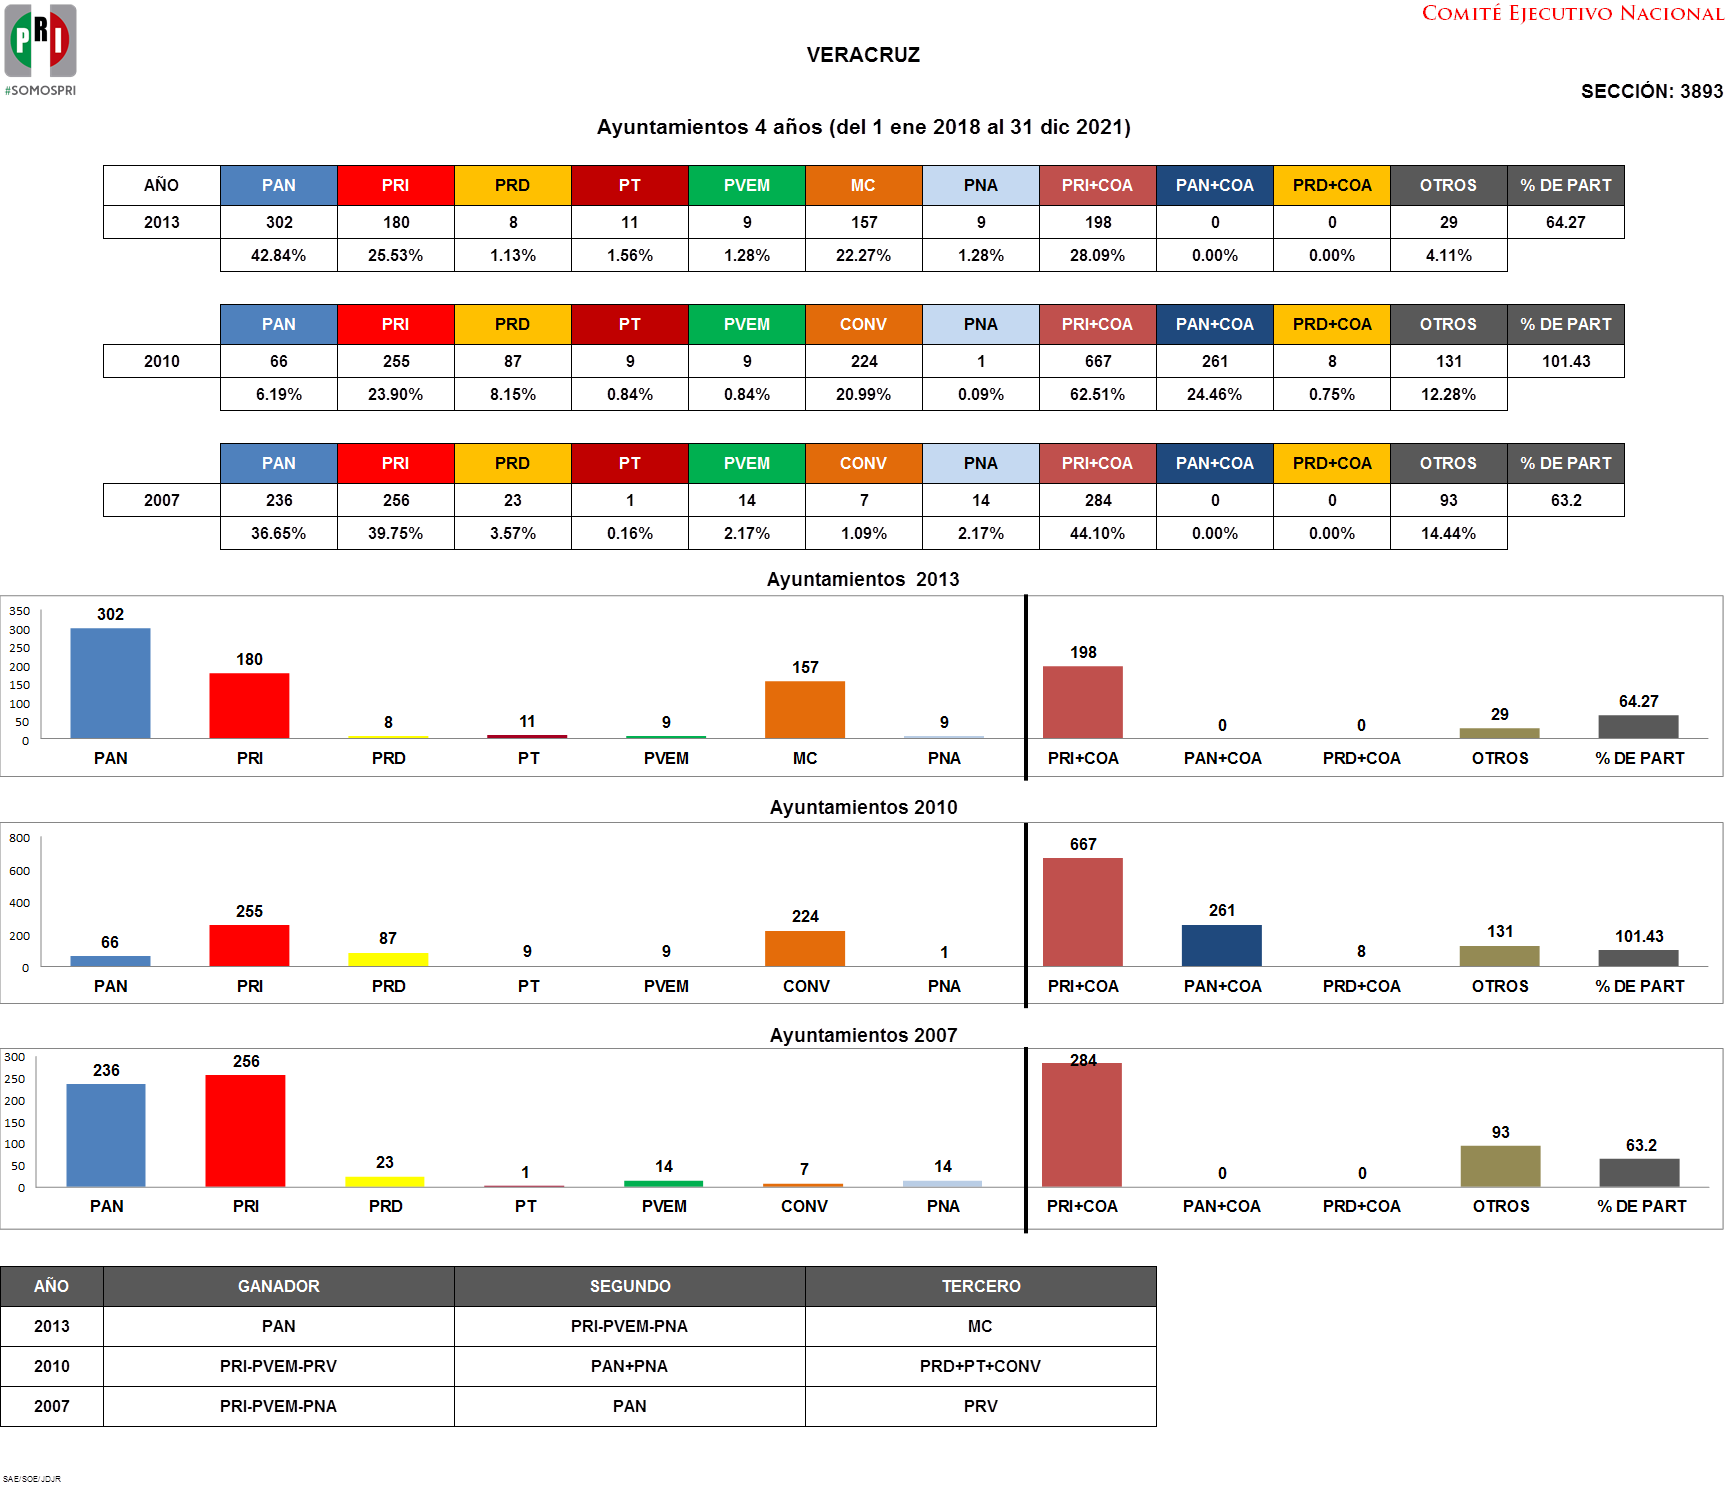 PRI
#SOMOSPRI
COMITÉ EJECUTIVO NACIONAL
VERACRUZ
SECCIÓN: 3893
Ayuntamientos 4 años (del 1 ene 2018 al 31 dic 2021)
AÑO PAN PRI PRD PT PVEM MC PNA PRI+COA PAN+COA PRD+COA OTROS % DE PART
2013 302 180 8 11 9 157 9 198 0 0 29 64.27
42.84% 25.53% 1.13% 1.56% 1.28% 22.27% 1.28% 28.09% 0.00% 0.00% 4.11%
PAN PRI PRD PT PVEM CONV PNA PRI+COA PAN+COA PRD+COA OTROS % DE PART
2010 66 255 87 9 9 224 1 667 261 8 131 101.43
6.19% 23.90% 8.15% 0.84% 0.84% 20.99% 0.09% 62.51% 24.46% 0.75% 12.28%
PAN PRI PRD PT PVEM CONV PNA PRI+COA PAN+COA PRD+COA OTROS % DE PART
2007 236 256 23 1 14 7 14 284 0 0 93 63.2
36.65% 39.75% 3.57% 0.16% 2.17% 1.09% 2.17% 44.10% 0.00% 0.00% 14.44%
Ayuntamientos 2013
350
300
250
200
150
100
50
0
302 180 8 11 9 157 9 198 0 0 29 64.27
PAN PRI PRD PT PVEM MC PNA PRI+COA PAN+COA PRD+COA OTROS % DE PART
Ayuntamientos 2010
800
600
400
200
0
66 255 87 9 9 224 1 667 261 8 131 101.43
PAN PRI PRD PT PVEM CONV PNA PRI+COA PAN+COA PRD+COA OTROS % DE PART
Ayuntamientos 2007
300
250
200
150
100
50
0
236 256 23 1 14 7 14 284 0 0 93 63.2
PAN PRI PRD PT PVEM CONV PNA PRI+COA PAN+COA PRD+COA OTROS % DE PART
AÑO GANADOR SEGUNDO TERCERO
2013 PAN PRI-PVEM-PNA MC
2010 PRI-PVEM-PRV PAN+PNA PRD+PT+CONV
2007 PRI-PVEM-PNA PAN PRV
SAE/SOE/JDJR